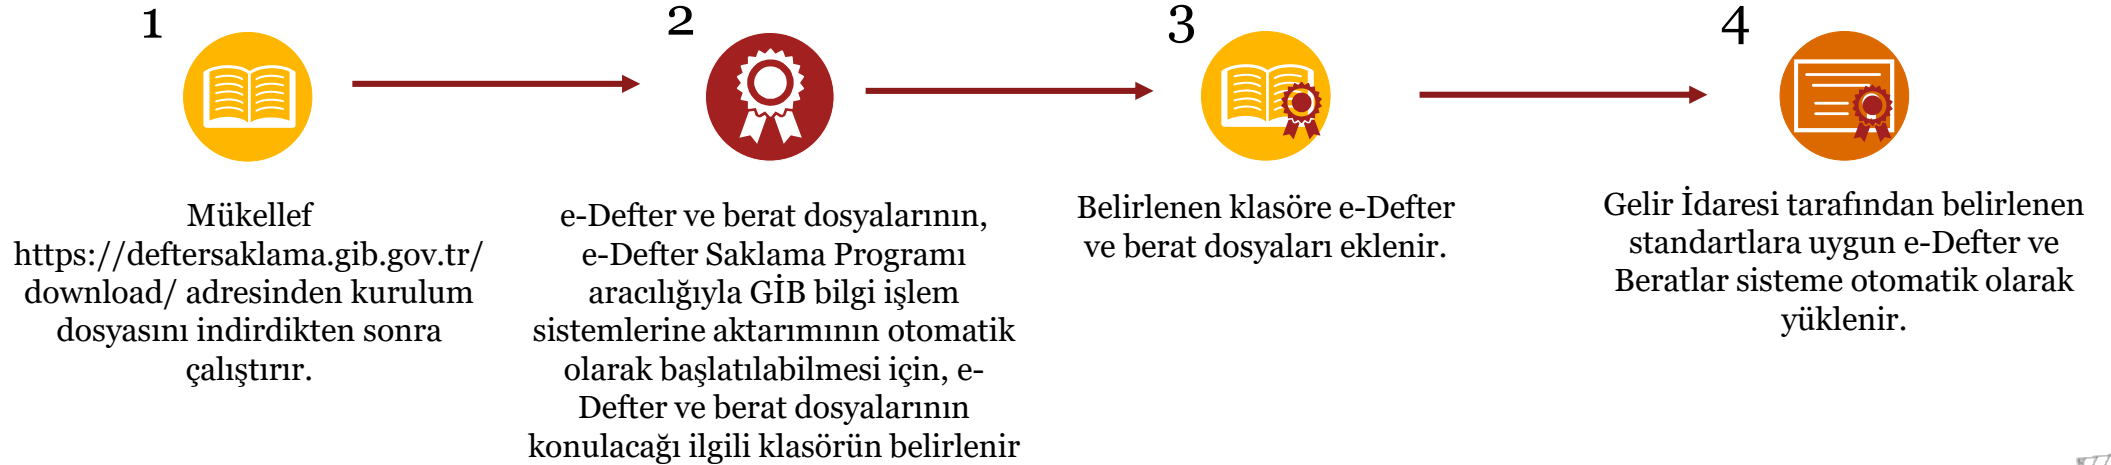 1
Mükellef
https://deftersaklama.gib.gov.tr/
download/ adresinden kurulum
dosyasını indirdikten sonra
çalıştırır.
2
e-Defter ve berat dosyalarının,
e-Defter Saklama Programı
aracılığıyla GİB bilgi işlem
sistemlerine aktarımının otomatik
olarak başlatılabilmesi için, e-
Defter ve berat dosyalarının
konulacağı ilgili klasörün belirlenir
3
Belirlenen klasöre e-Defter
ve berat dosyaları eklenir.
4
Gelir İdaresi tarafından belirlenen
standartlara uygun e-Defter ve
Beratlar sisteme otomatik olarak
yüklenir.